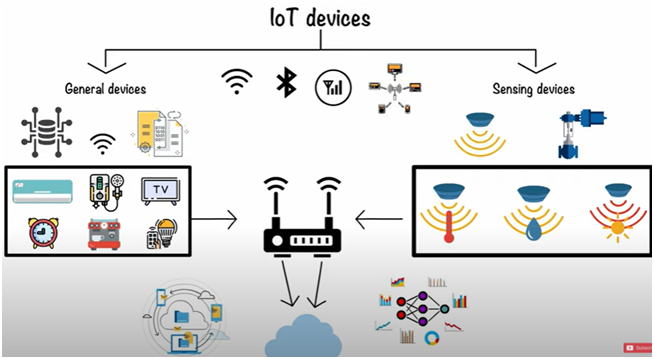 IoT devices
General devices
Sensing devices
TV